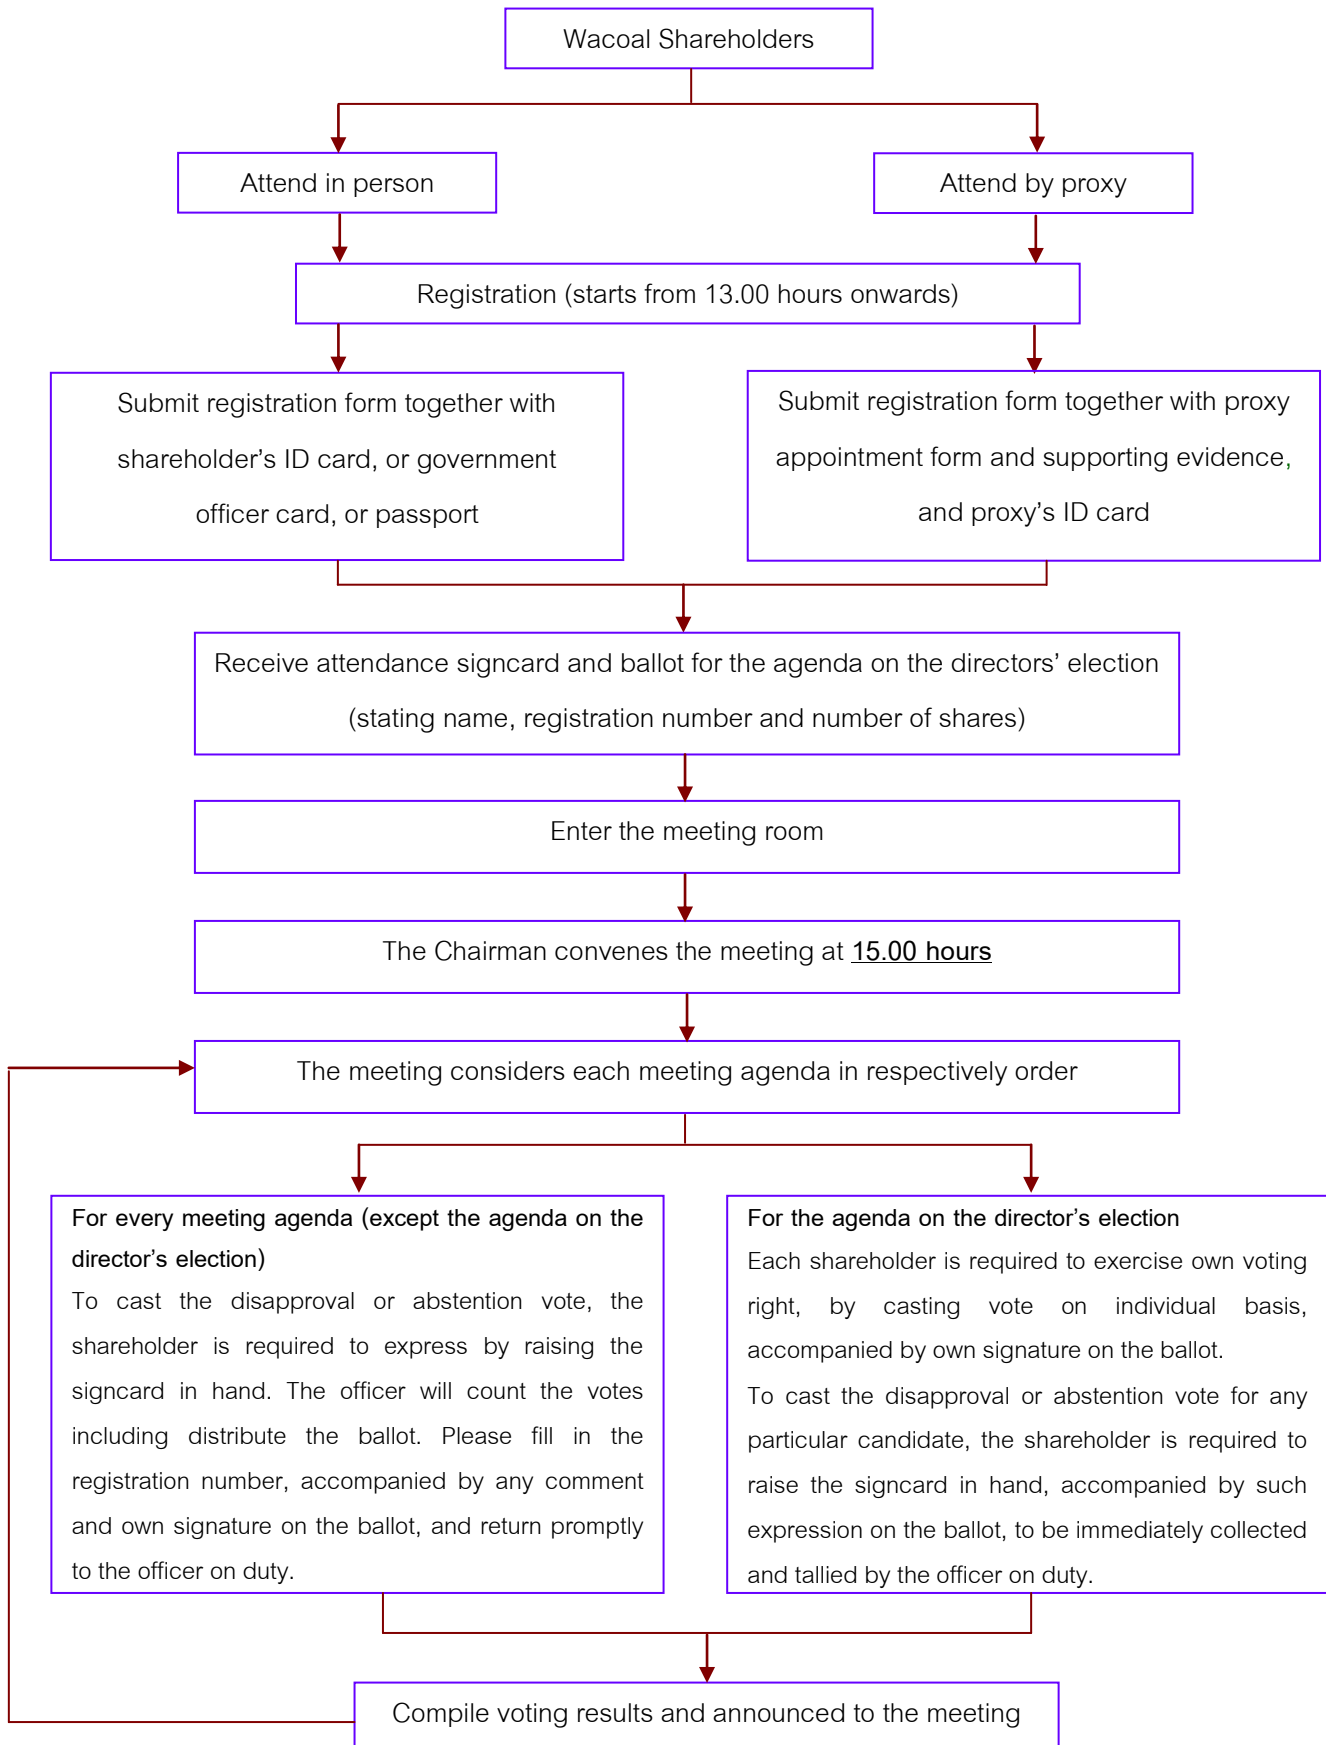 Wacoal Shareholders
Attend in person
Attend by proxy
Registration (starts from 13.00 hours onwards)
Submit registration form together with
shareholder's ID card, or government
officer card, or passport
Submit registration form together with proxy
appointment form and supporting evidence,
and proxy's ID card
Receive attendance signcard and ballot for the agenda on the directors' election
(stating name, registration number and number of shares)
Enter the meeting room
The Chairman convenes the meeting at 15.00 hours
The meeting considers each meeting agenda in respectively order
For every meeting agenda (except the agenda on the
director's election)
To cast the disapproval or abstention vote, the
shareholder is required to express by raising the
signcard in hand. The officer will count the votes
including distribute the ballot. Please fill in the
registration number, accompanied by any comment
and own signature on the ballot, and return promptly
to the officer on duty.
For the agenda on the director's election
Each shareholder is required to exercise own voting
right, by casting vote on individual basis,
accompanied by own signature on the ballot.
To cast the disapproval or abstention vote for any
particular candidate, the shareholder is required to
raise the signcard in hand, accompanied by such
expression on the ballot, to be immediately collected
and tallied by the officer on duty.
Compile voting results and announced to the meeting